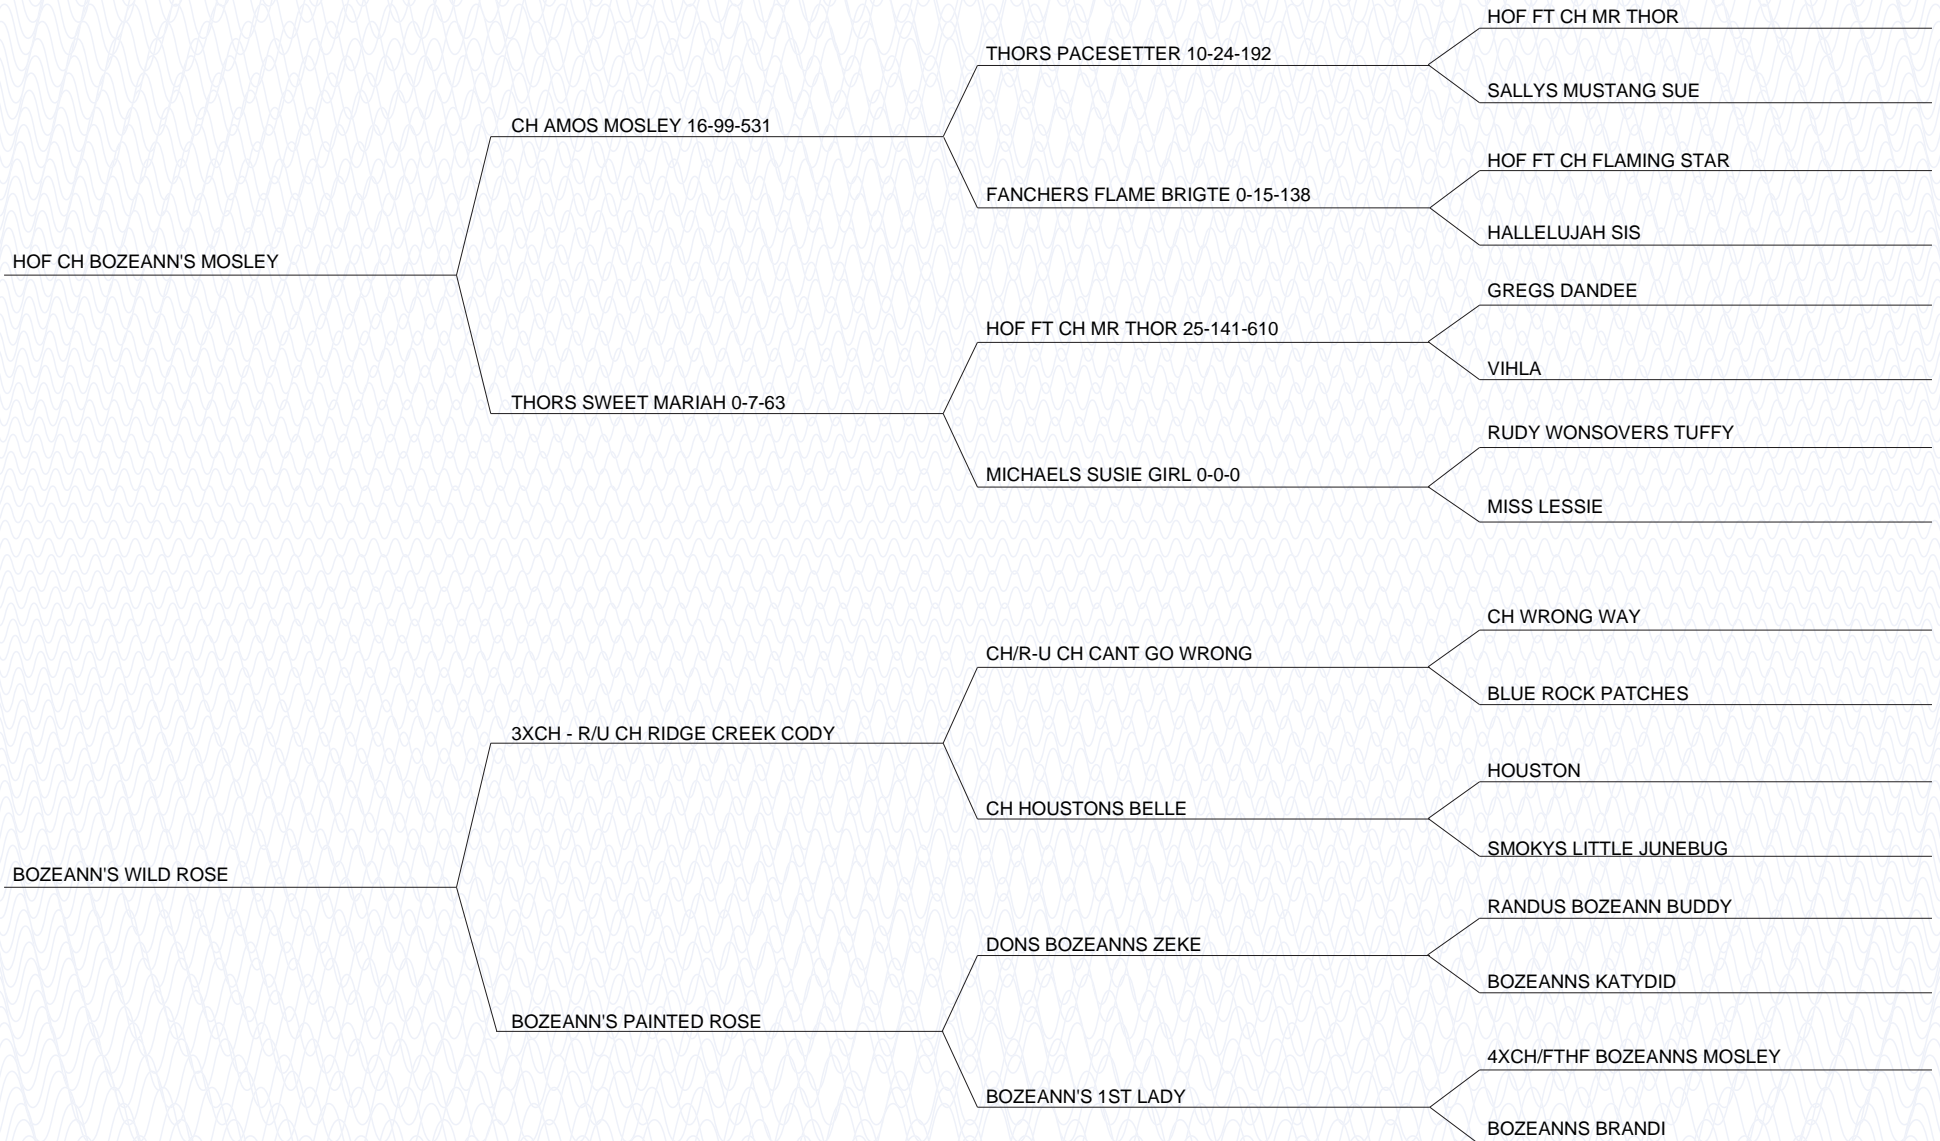 HOF FT CH MR THOR
THORS PACESETTER 10-24-192
SALLYS MUSTANG SUE
CH AMOS MOSLEY 16-99-531
HOF FT CH FLAMING STAR
FANCHERS FLAME BRIGTE 0-15-138
HALLELUJAH SIS
HOF CH BOZEANN'S MOSLEY
GREGS DANDEE
HOF FT CH MR THOR 25-141-610
VIHLA
THORS SWEET MARIAH 0-7-63
RUDY WONSOVERS TUFFY
MICHAELS SUSIE GIRL 0-0-0
MISS LESSIE
CH WRONG WAY
CH/R-U CH CANT GO WRONG
BLUE ROCK PATCHES
3XCH - R/U CH RIDGE CREEK CODY
HOUSTON
CH HOUSTONS BELLE
SMOKYS LITTLE JUNEBUG
BOZEANN'S WILD ROSE
RANDUS BOZEANN BUDDY
DONS BOZEANNS ZEKE
BOZEANNS KATYDID
BOZEANN'S PAINTED ROSE
4XCH/FTHF BOZEANNS MOSLEY
BOZEANN'S 1ST LADY
BOZEANNS BRANDI